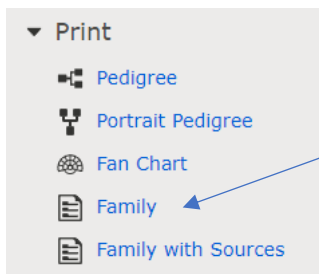 Print
Pedigree
Portrait Pedigree
Fan Chart
Family
Family with Sources